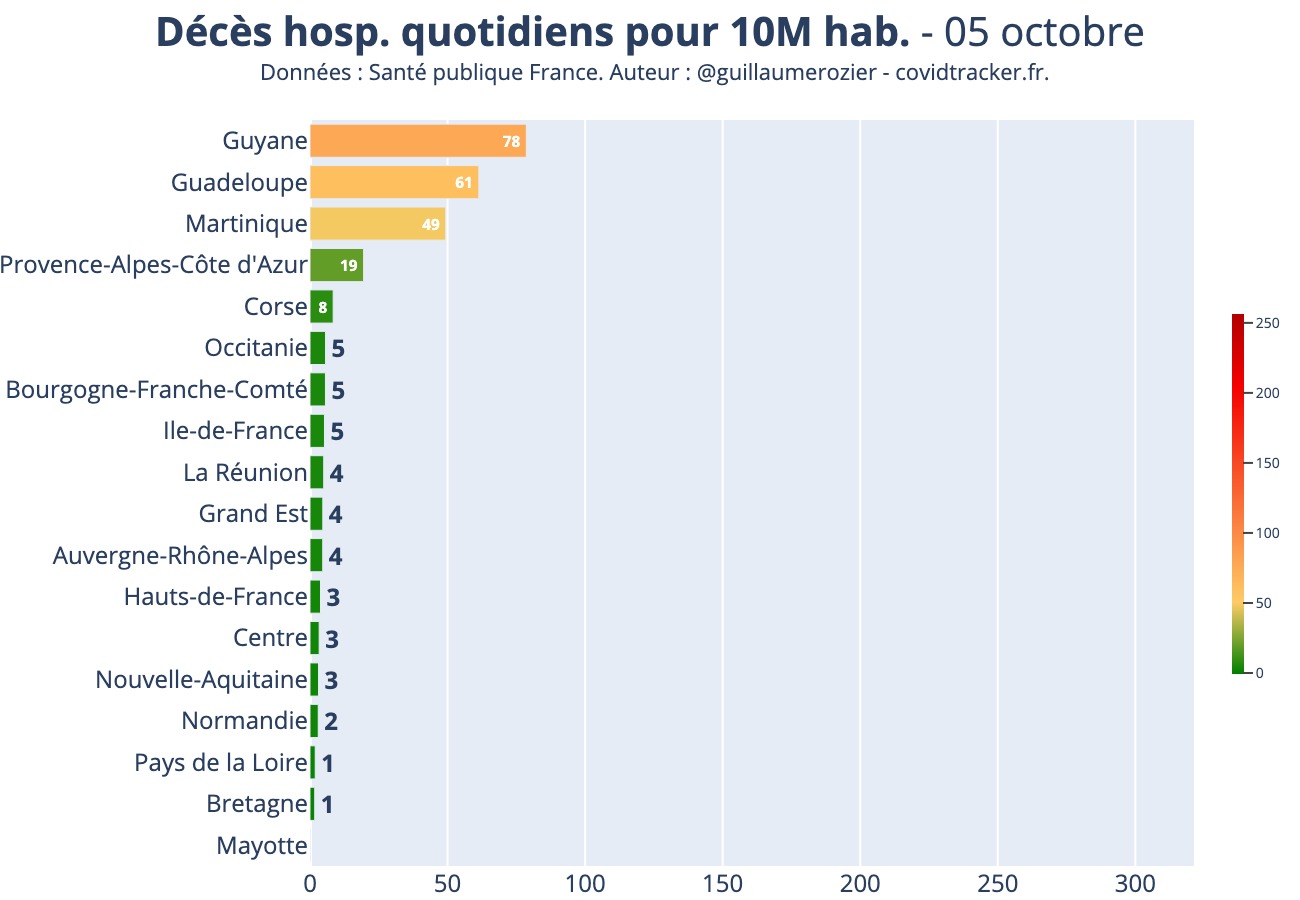 Décès hosp. quotidiens pour 10M hab. - 05 octobre
Données : Santé publique France. Auteur : @guillaumerozier - covidtracker.fr.
Guyane 78
Guadeloupe 61
Martinique 49
Provence-Alpes-Côte d'Azur 19
Corse 8
Occitanie 5
Bourgogne-Franche-Comté 5
Ile-de-France 5
La Réunion 4
Grand Est 4
Auvergne-Rhône-Alpes 4
Hauts-de-France 3
Centre 3
Nouvelle-Aquitaine 3
Normandie 2
Pays de la Loire 1
Bretagne 1
Mayotte
0 50 100 150 200 250 300
250
200
150
100
50
0